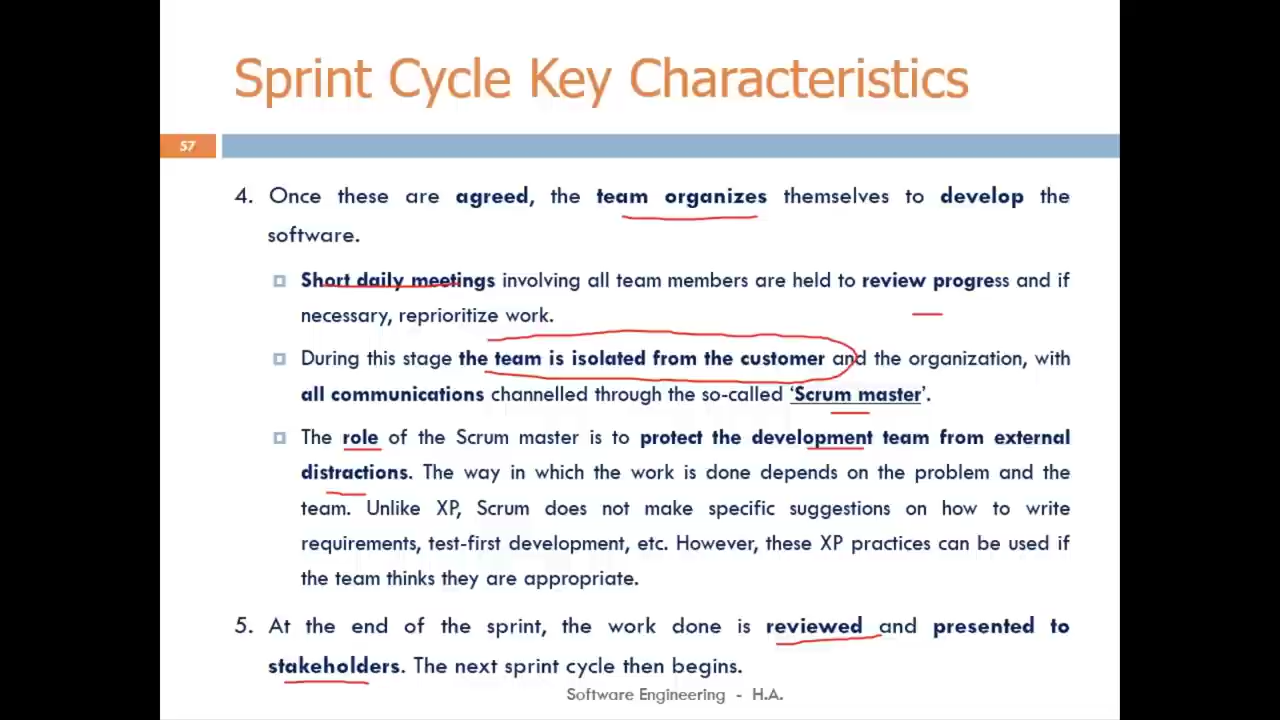 Sprint Cycle Key Characteristics
57
4. Once these are agreed, the team organizes themselves to develop the
software.
Short daily meetings involving all team members are held to review progress and if
necessary, reprioritize work.
During this stage the team is isolated from the customer and the organization, with
all communications channelled through the so-called 'Scrum master'.
The role of the Scrum master is to protect the development team from external
distractions. The way in which the work is done depends on the problem and the
team. Unlike XP, Scrum does not make specific suggestions on how to write
requirements, test-first development, etc. However, these XP practices can be used if
the team thinks they are appropriate.
5. At the end of the sprint, the work done is reviewed and presented to
stakeholders. The next sprint cycle then begins.
Software Engineering - H.A.